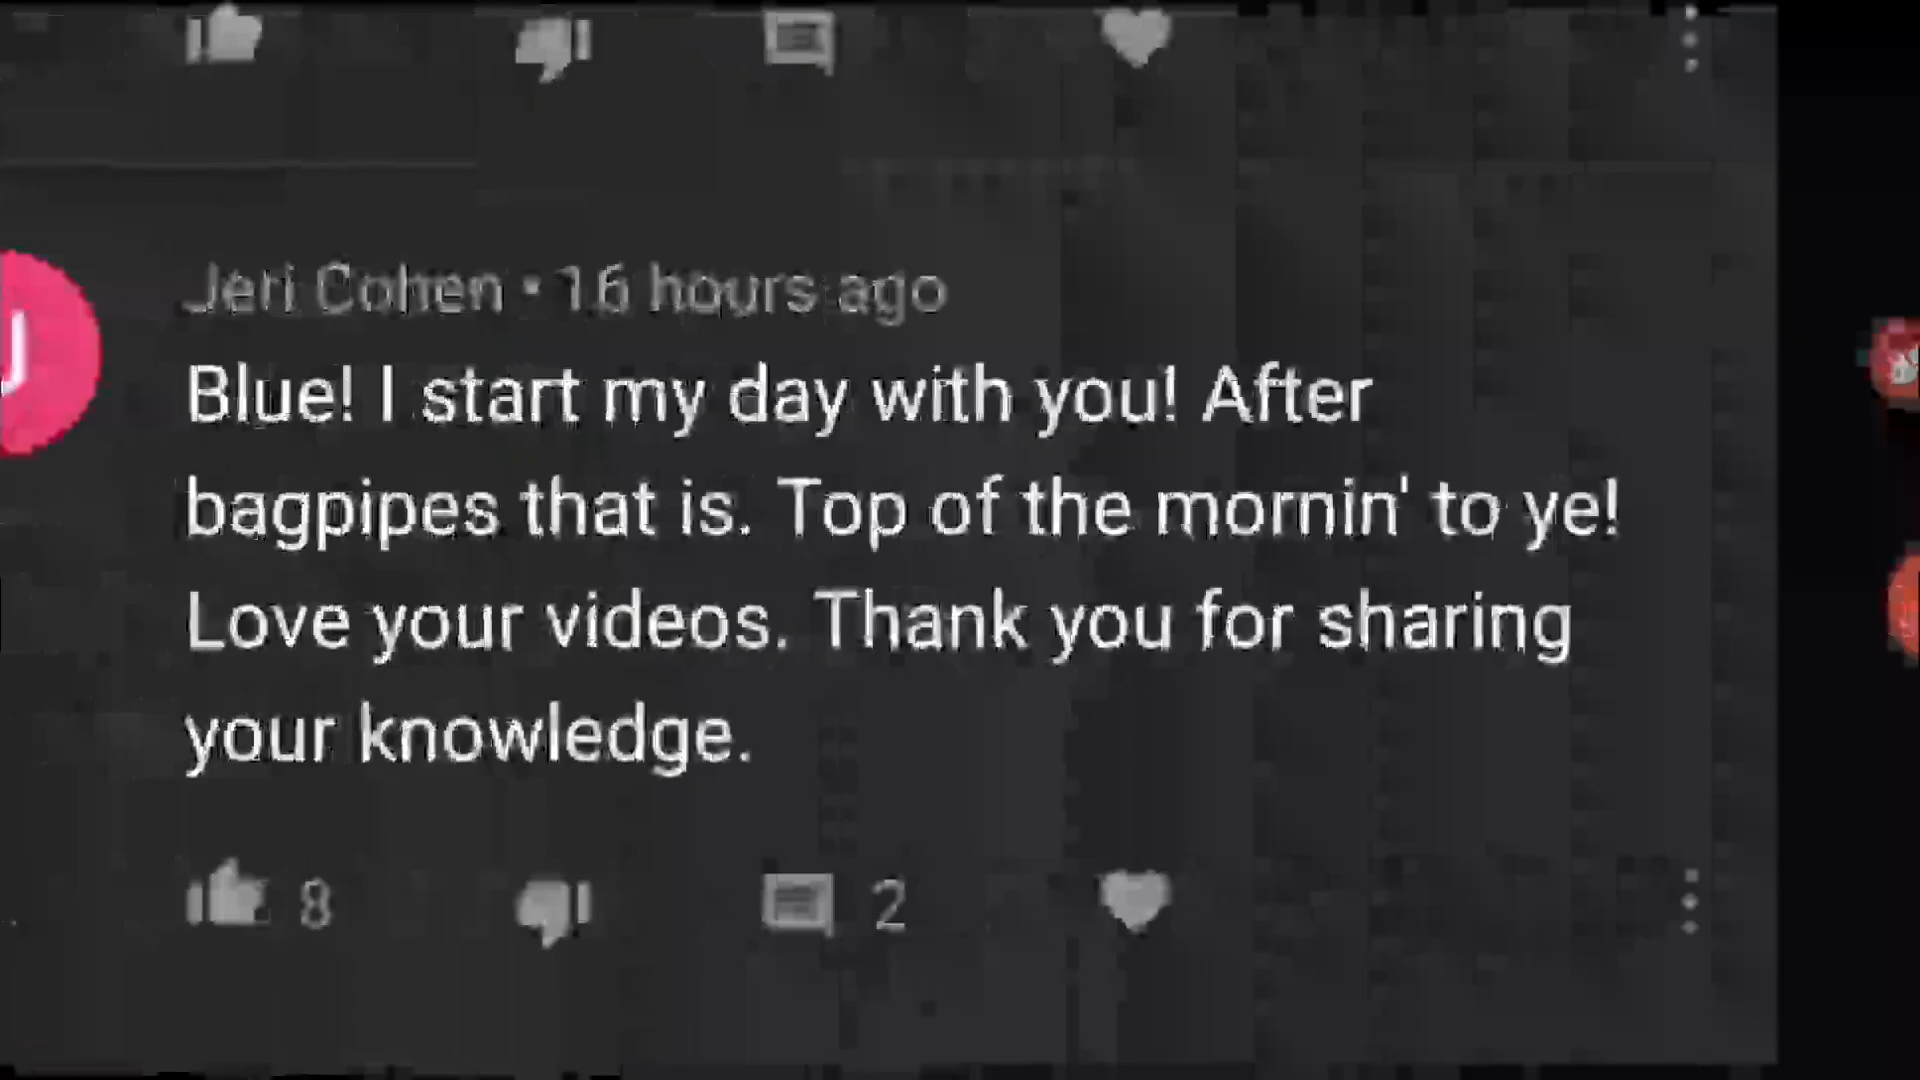 J
Jeri Cohen • 16 hours ago
Blue! I start my day with you! After
bagpipes that is. Top of the mornin' to ye!
Love your videos. Thank you for sharing
your knowledge.
8 2